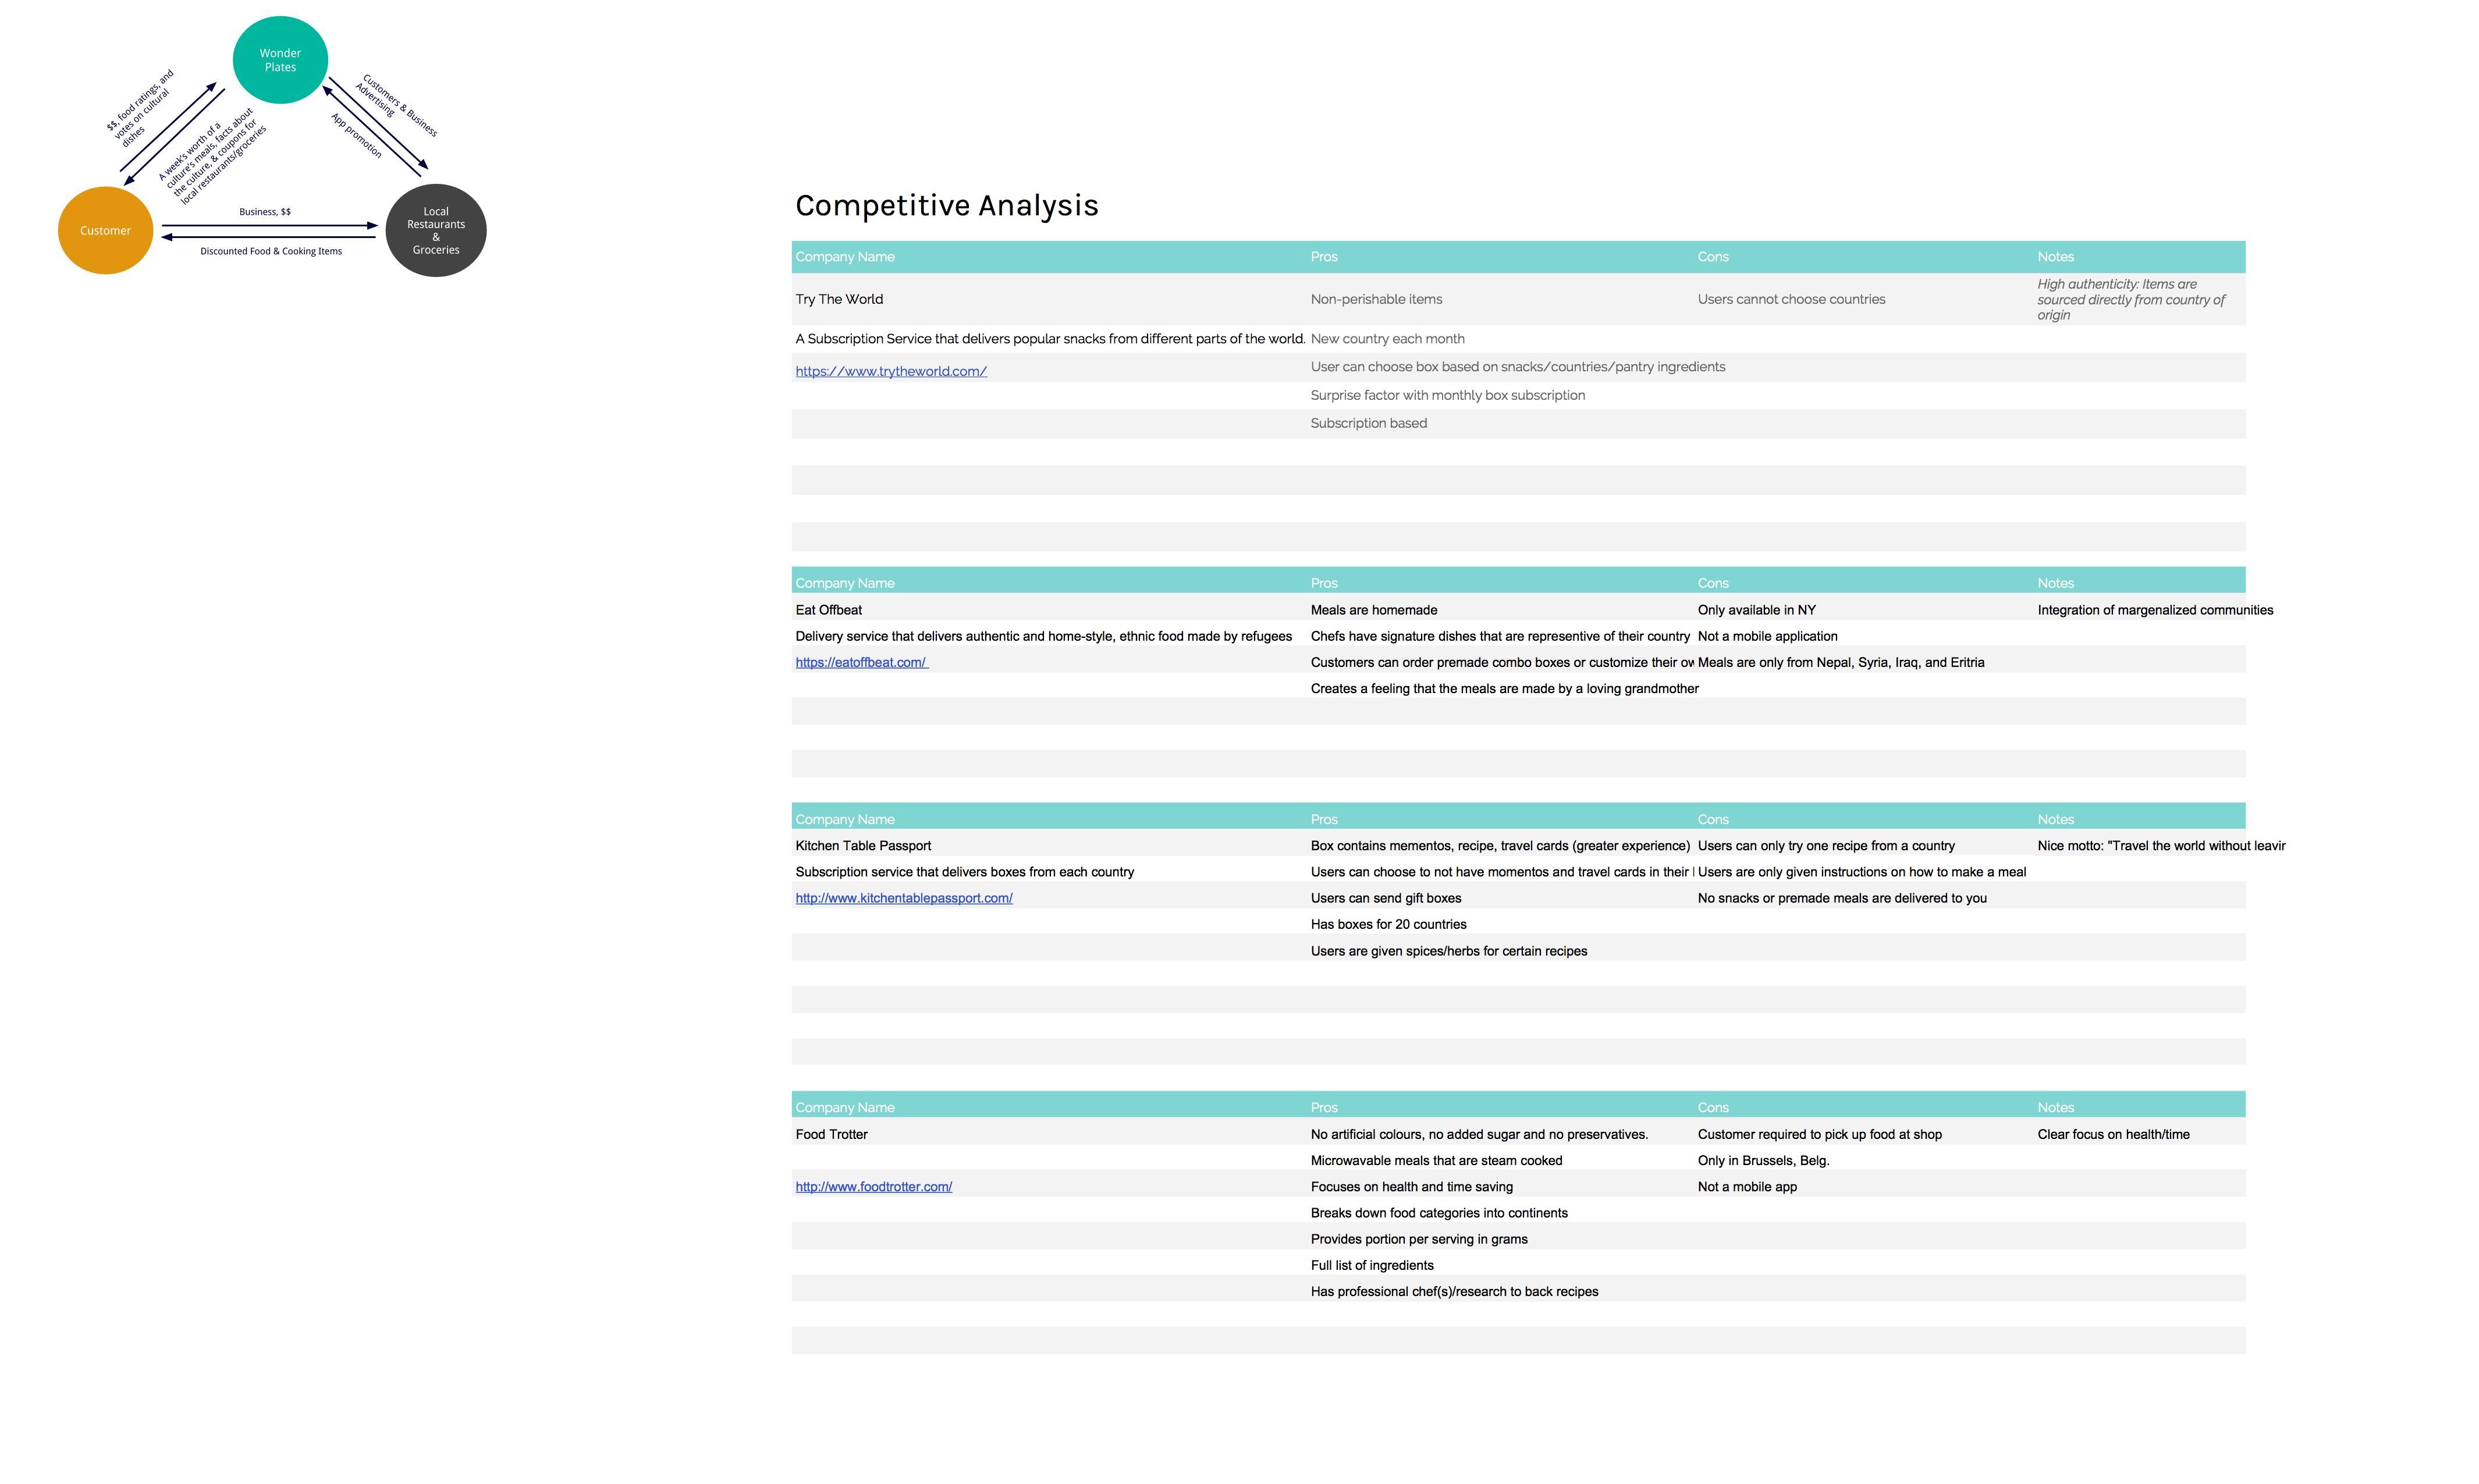 Wonder
Plates
$$, food ratings, and
votes on cultural
dishes
A week's worth of a
culture's meals, facts about
the culture, & coupons for
local restaurants/groceries
Customers & Business
Advertising
App promotion
Customer
Business, $$
Discounted Food & Cooking Items
Local
Restaurants
&
Groceries
Competitive Analysis
Company Name Pros Cons Notes
Try The World Non-perishable items Users cannot choose countries High authenticity: Items are
sourced directly from country of
origin
A Subscription Service that delivers popular snacks from different parts of the world. New country each month
https://www.trytheworld.com/ User can choose box based on snacks/countries/pantry ingredients
Surprise factor with monthly box subscription
Subscription based
Company Name Pros Cons Notes
Eat Offbeat Meals are homemade Only available in NY Integration of margenalized communities
Delivery service that delivers authentic and home-style, ethnic food made by refugees Chefs have signature dishes that are representive of their country Not a mobile application
https://eatoffbeat.com/ Customers can order premade combo boxes or customize their ow Meals are only from Nepal, Syria, Iraq, and Eritria
Creates a feeling that the meals are made by a loving grandmother
Company Name Pros Cons Notes
Kitchen Table Passport Box contains mementos, recipe, travel cards (greater experience) Users can only try one recipe from a country Nice motto: "Travel the world without leavir
Subscription service that delivers boxes from each country Users can choose to not have momentos and travel cards in their Users are only given instructions on how to make a meal
http://www.kitchentablepassport.com/ Users can send gift boxes No snacks or premade meals are delivered to you
Has boxes for 20 countries
Users are given spices/herbs for certain recipes
Company Name Pros Cons Notes
Food Trotter No artificial colours, no added sugar and no preservatives. Customer required to pick up food at shop Clear focus on health/time
Microwavable meals that are steam cooked Only in Brussels, Belg.
http://www.foodtrotter.com/ Focuses on health and time saving Not a mobile app
Breaks down food categories into continents
Provides portion per serving in grams
Full list of ingredients
Has professional chef(s)/research to back recipes